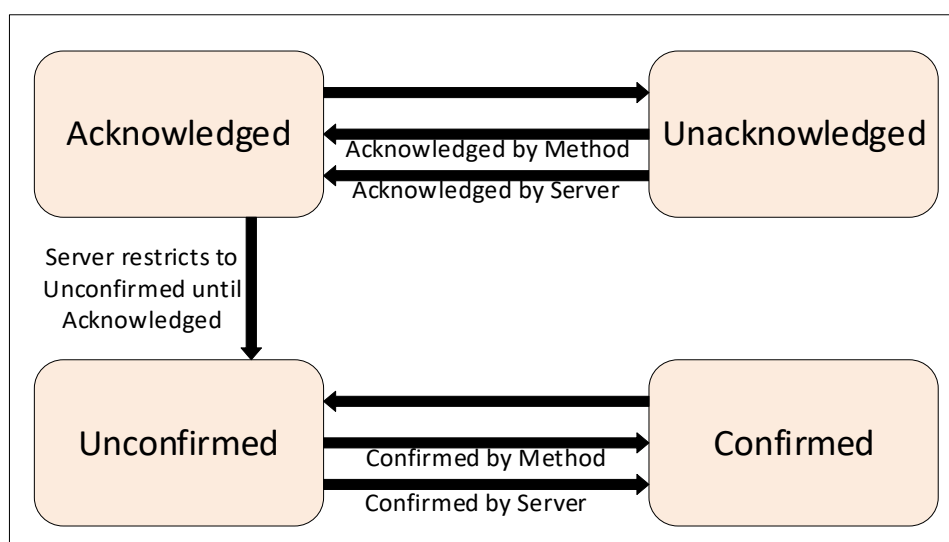 Acknowledged
Unacknowledged
Acknowledged by Method
Acknowledged by Server
Server restricts to
Unconfirmed until
Acknowledged
Unconfirmed
Confirmed
Confirmed by Method
Confirmed by Server